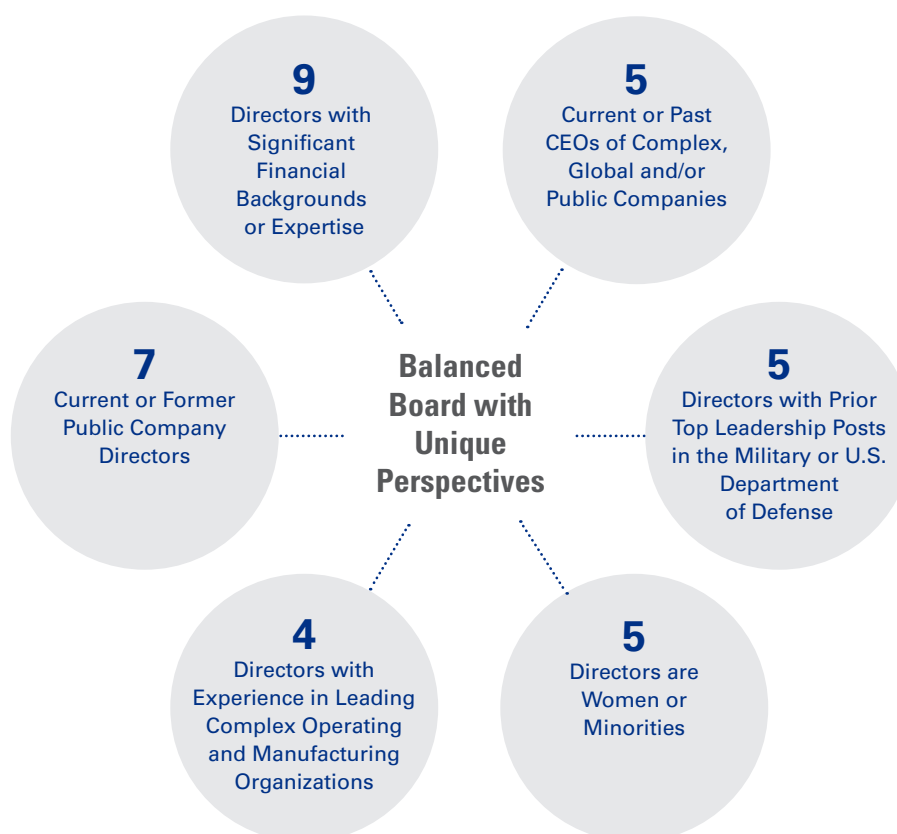 9
Directors with
Significant
Financial
Backgrounds
or Expertise
5
Current or Past
CEOs of Complex,
Global and/or
Public Companies
7
Current or Former
Public Company
Directors
Balanced
Board with
Unique
Perspectives
5
Directors with Prior
Top Leadership Posts
in the Military or U.S.
Department
of Defense
4
Directors with
Experience in Leading
Complex Operating
and Manufacturing
Organizations
5
Directors are
Women or
Minorities